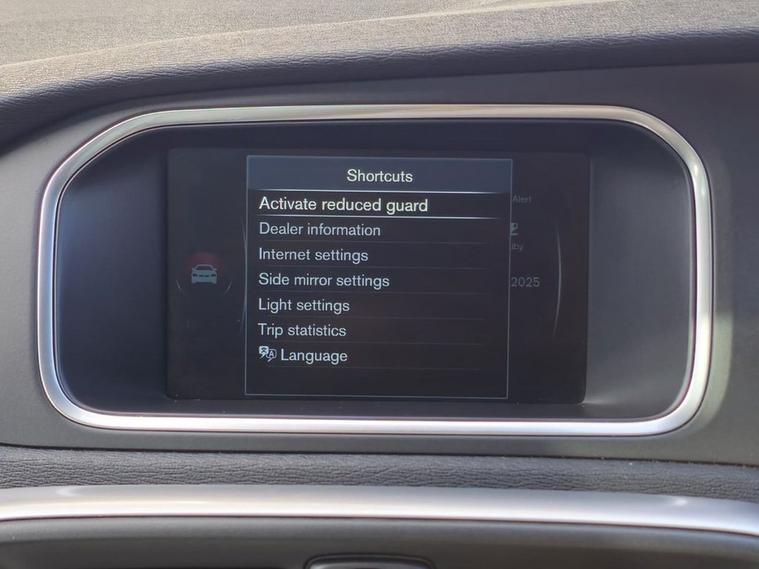 Shortcuts
Activate reduced guard
Alert
Dealer information
Internet settings
Side mirror settings
2025
Light settings
Trip statistics
Language